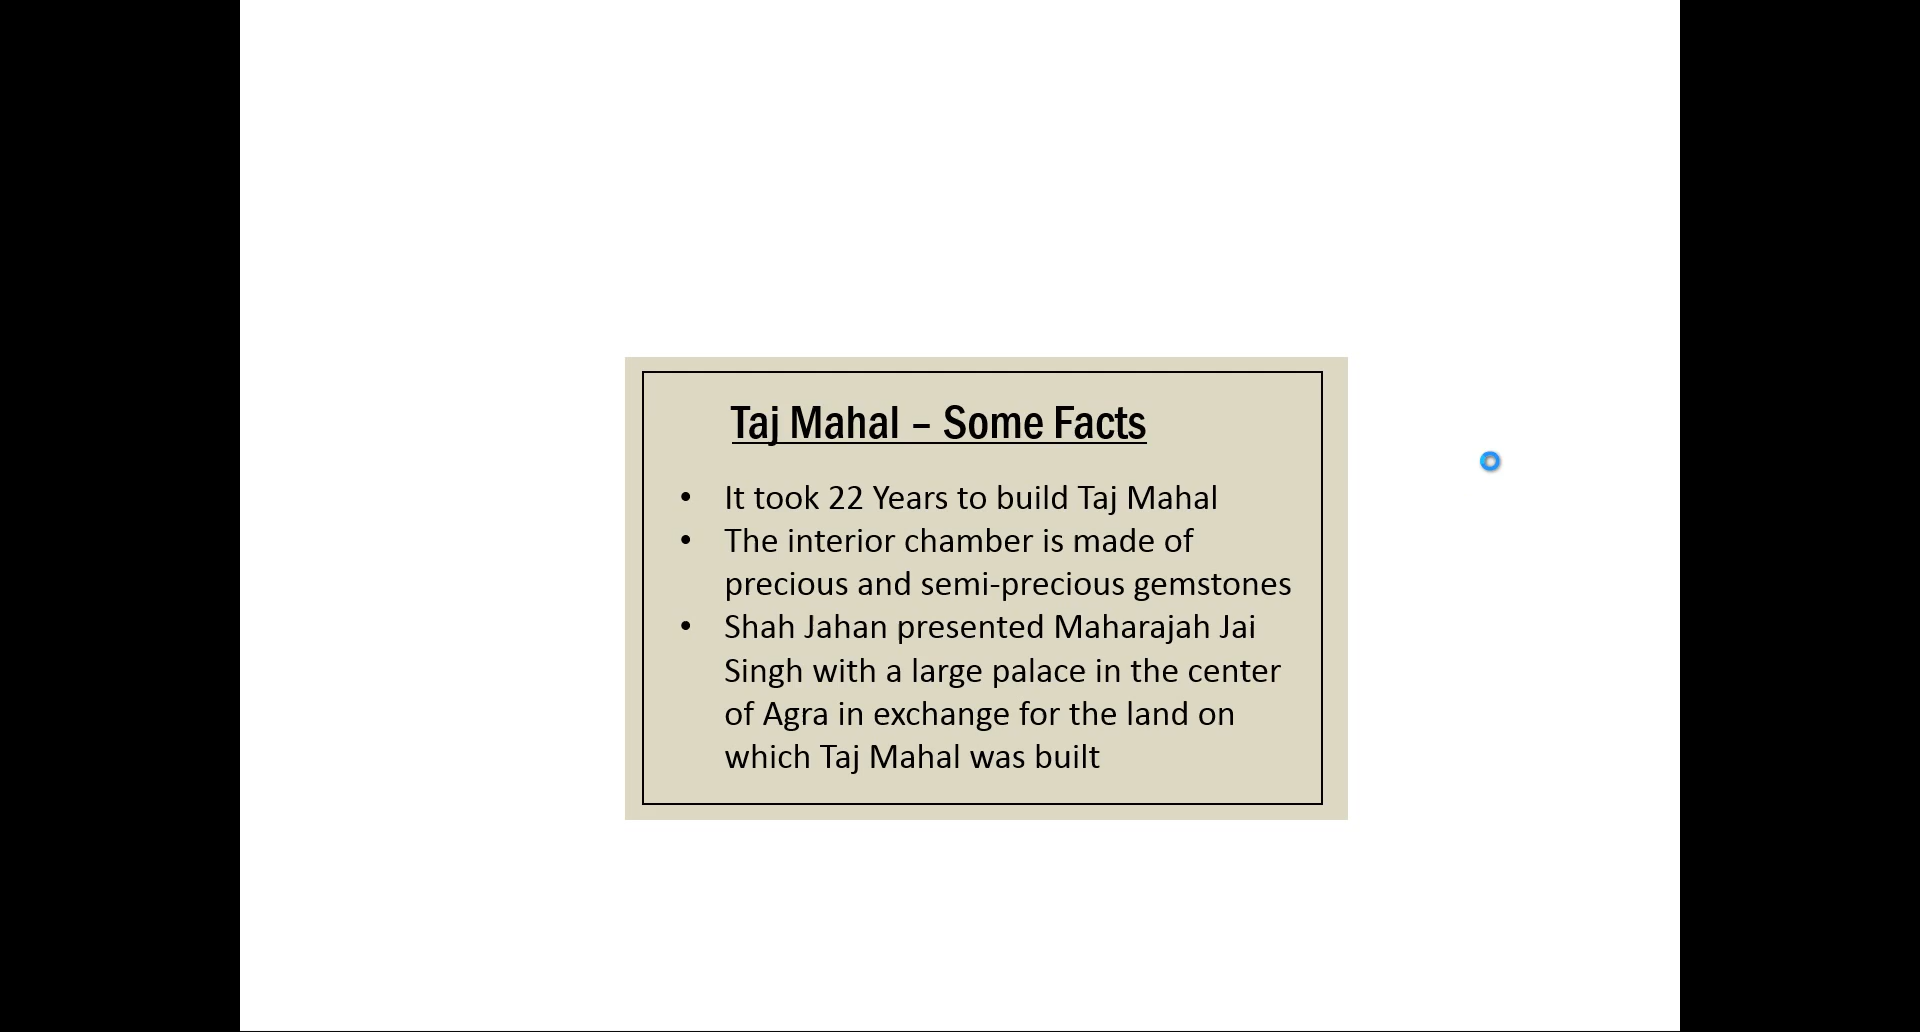 Taj Mahal – Some Facts
• It took 22 Years to build Taj Mahal
• The interior chamber is made of
precious and semi-precious gemstones
• Shah Jahan presented Maharajah Jai
Singh with a large palace in the center
of Agra in exchange for the land on
which Taj Mahal was built